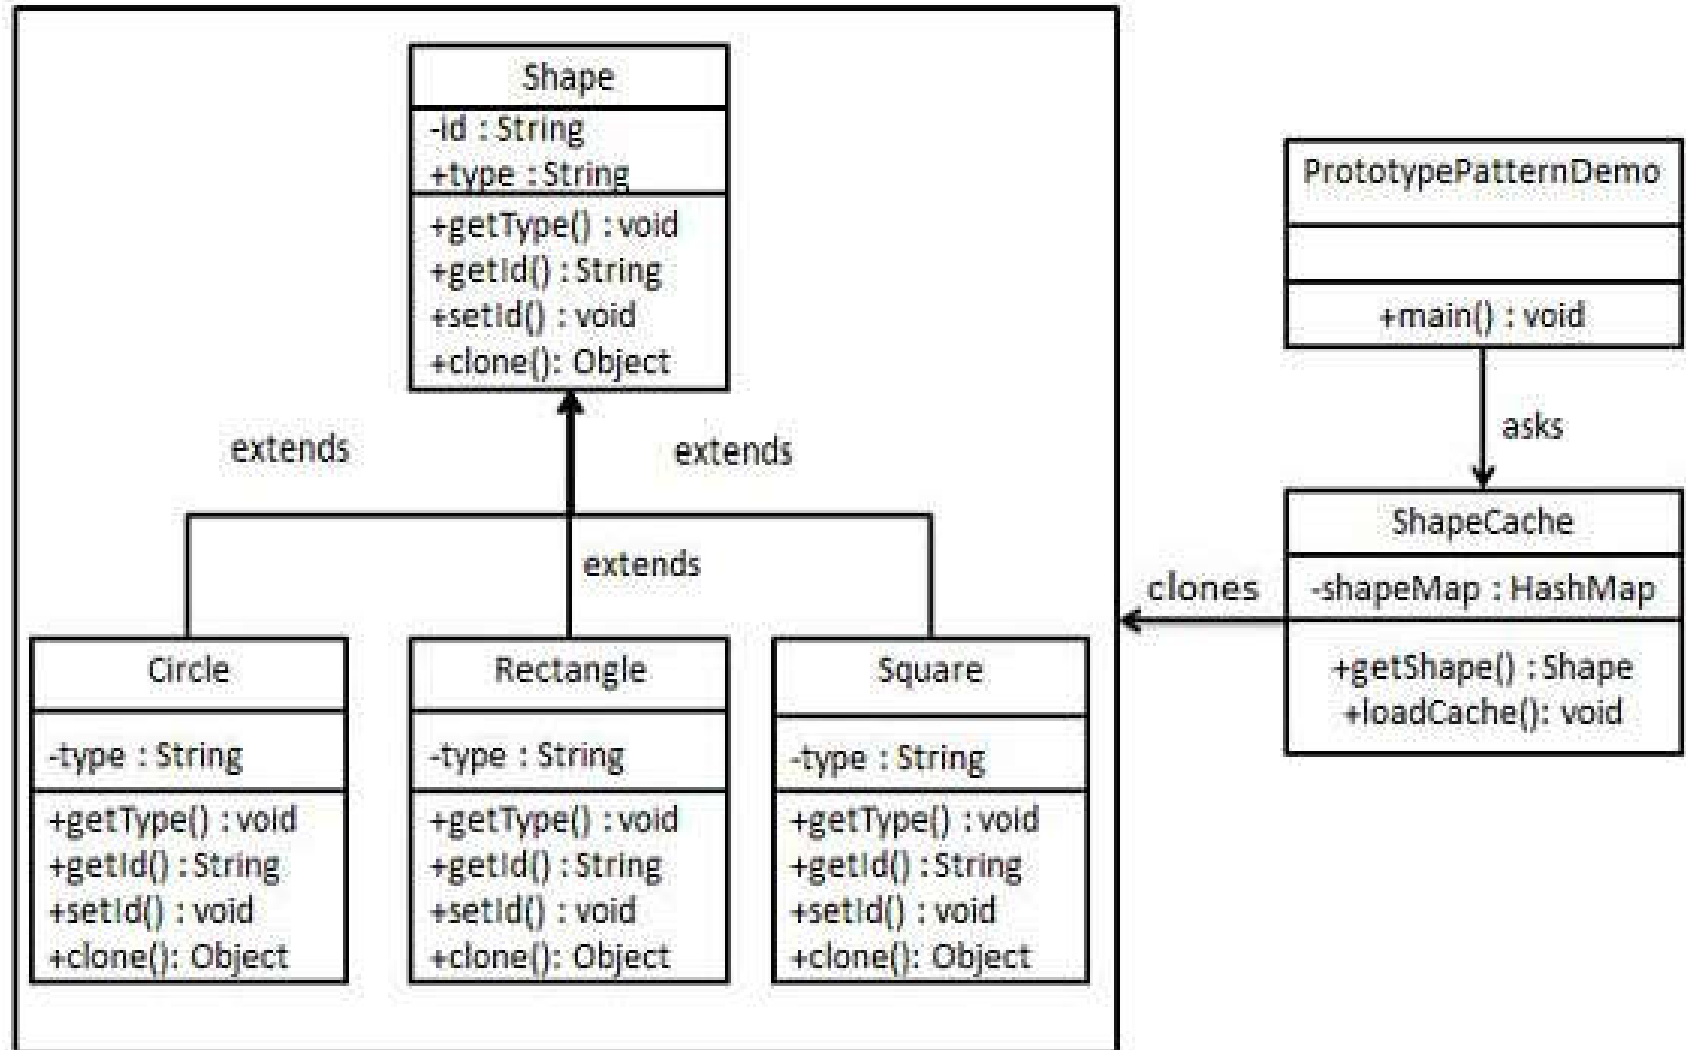 Shape
-id : String
+type : String
+getType() : void
+getId() : String
+setId() : void
+clone(): Object
extends
extends
extends
Circle
-type : String
+getType() : void
+getId() : String
+setId() : void
+clone(): Object
Rectangle
-type : String
+getType() : void
+getId() : String
+setId() : void
+clone(): Object
Square
-type : String
+getType() : void
+getId() : String
+setId() : void
+clone(): Object
PrototypePatternDemo
+main() : void
asks
ShapeCache
-shapeMap : HashMap
+getShape() : Shape
+loadCache(): void
clones